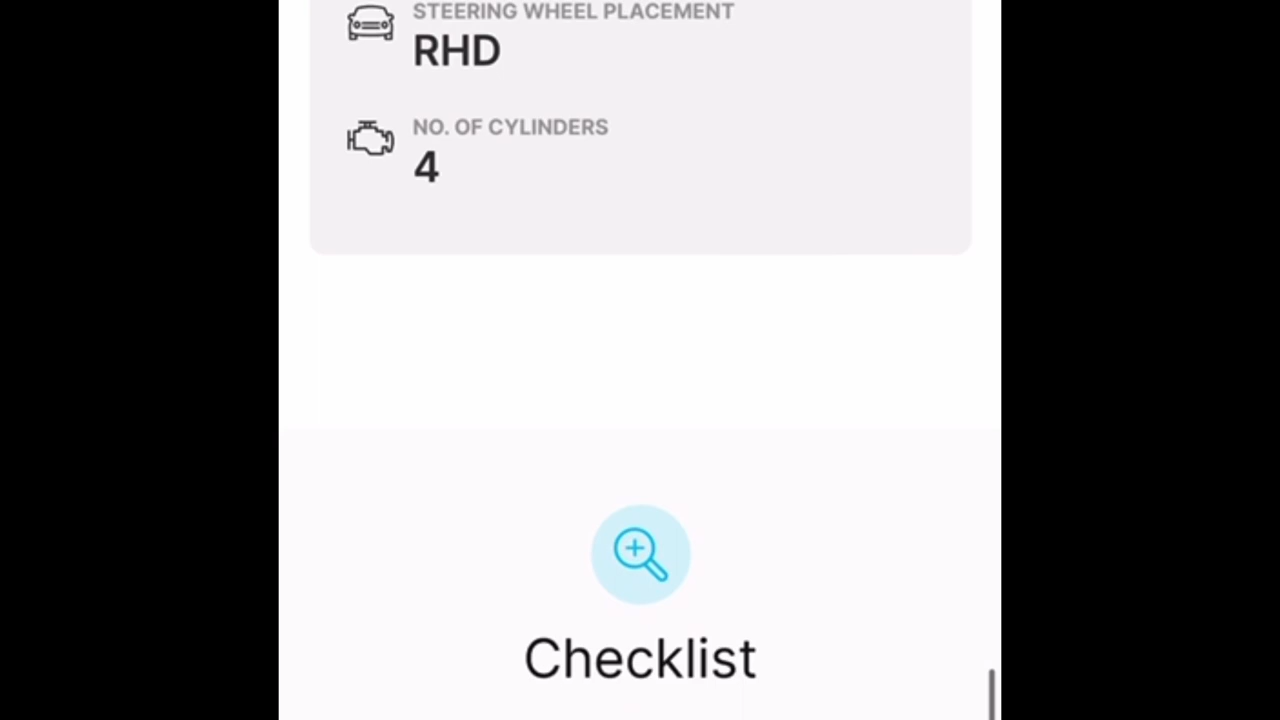 STEERING WHEEL PLACEMENT
RHD
NO. OF CYLINDERS
4
Checklist